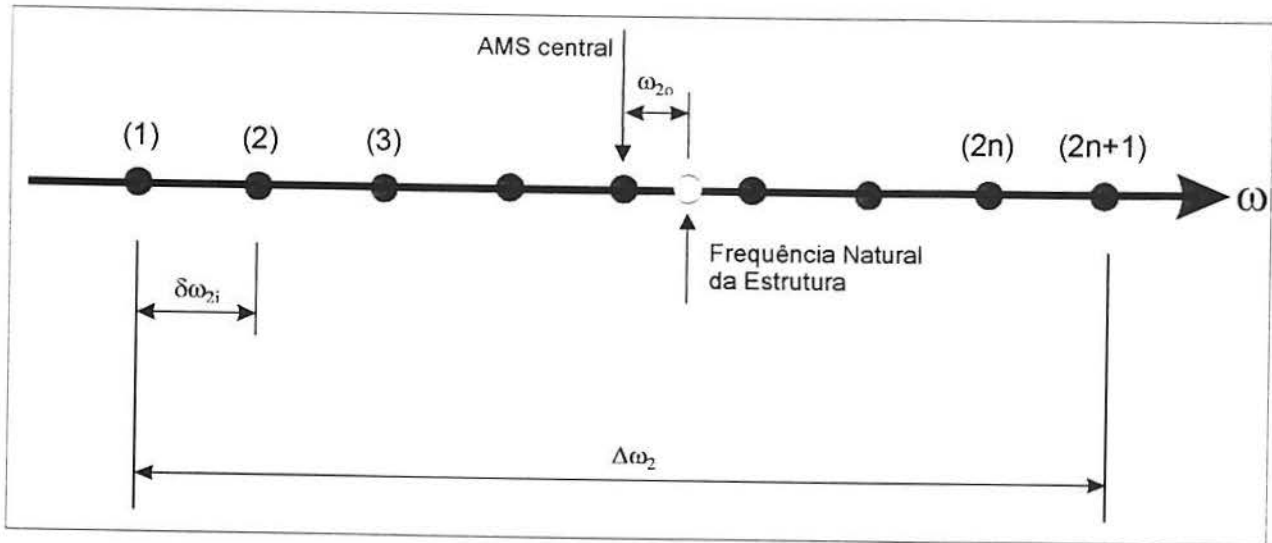 AMS central
ω₂ₒ
(1) (2) (3) (2n) (2n+1)
ω
Frequência Natural
da Estrutura
δω₂ᵢ
Δω₂